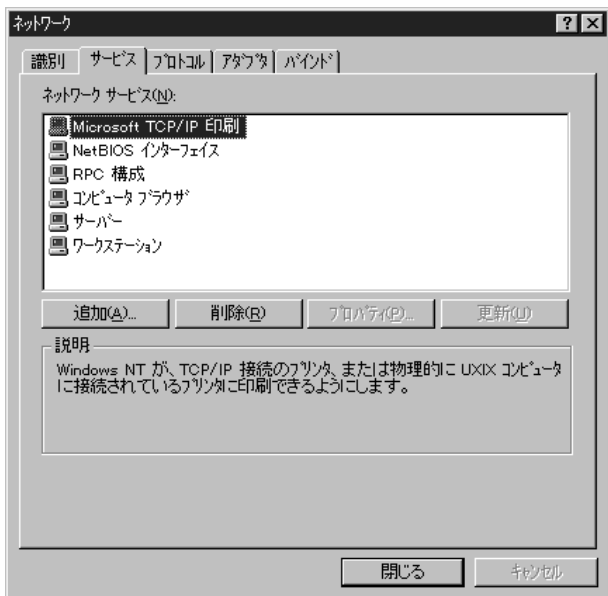 ネットワーク
識別 サービス プロトコル アダプタ バインド
ネットワーク サービス(N):
Microsoft TCP/IP 印刷
NetBIOS インターフェイス
RPC 構成
コンピュータ ブラウザ
サーバー
ワークステーション
追加(A)... 削除(R) プロパティ(P)... 更新(U)
説明
Windows NT が、TCP/IP 接続のプリンタ、または物理的に UXIX コンピュータ
に接続されているプリンタに印刷できるようにします。
閉じる キャンセル